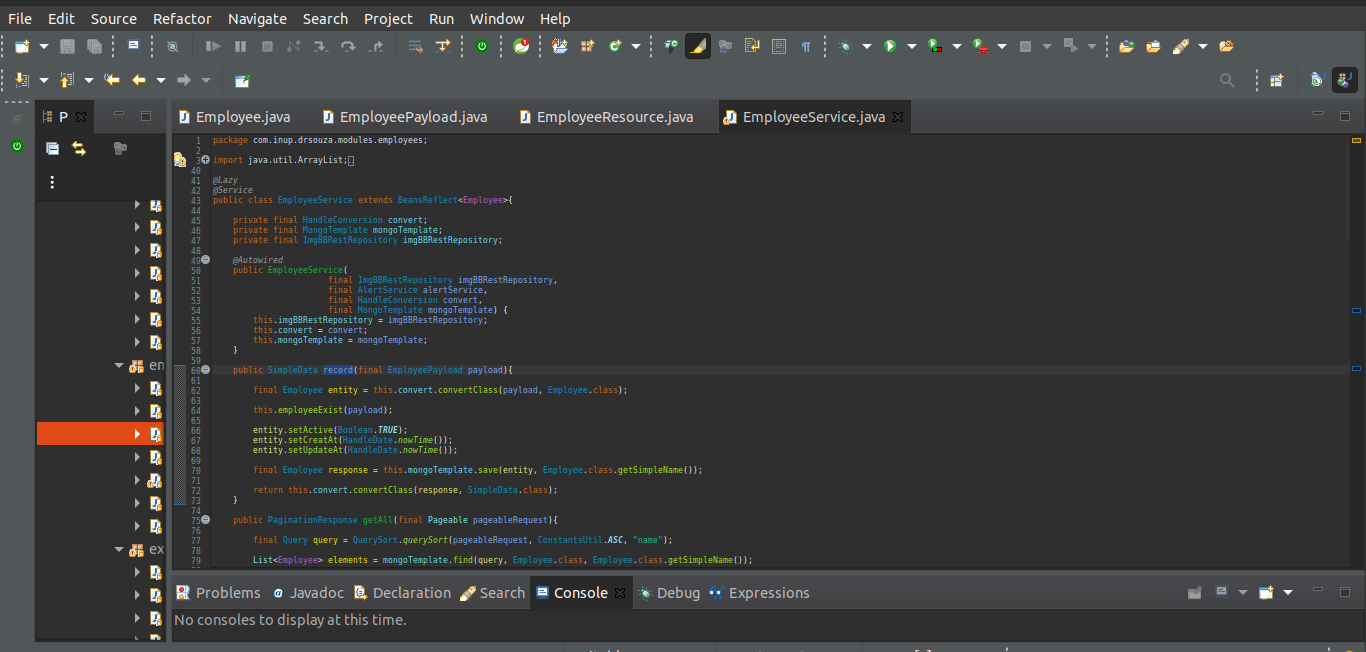 File Edit Source Refactor Navigate Search Project Run Window Help
P
Employee.java EmployeePayload.java EmployeeResource.java EmployeeService.java
1 package com.inup.drsouza.modules.employees;
2
3 import java.util.ArrayList;
40
41 @Lazy
42 @Service
43 public class EmployeeService extends BeansReflect<Employee>{
44
45 private final HandleConversion convert;
46 private final MongoTemplate mongoTemplate;
47 private final ImgBBRestRepository imgBBRestRepository;
48
49 @Autowired
50 public EmployeeService(
51 final ImgBBRestRepository imgBBRestRepository,
52 final AlertService alertService,
53 final HandleConversion convert,
54 final MongoTemplate mongoTemplate) {
55 this.imgBBRestRepository = imgBBRestRepository;
56 this.convert = convert;
57 this.mongoTemplate = mongoTemplate;
58 }
59
60 public SimpleData record(final EmployeePayload payload){
61
62 final Employee entity = this.convert.convertClass(payload, Employee.class);
63
64 this.employeeExist(payload);
65
66 entity.setActive(Boolean.TRUE);
67 entity.setCreatAt(HandleDate.nowTime());
68 entity.setUpdateAt(HandleDate.nowTime());
69
70 final Employee response = this.mongoTemplate.save(entity, Employee.class.getSimpleName());
71
72 return this.convert.convertClass(response, SimpleData.class);
73 }
74
75 public PaginationResponse getAll(final Pageable pageableRequest){
76
77 final Query query = QuerySort.querySort(pageableRequest, ConstantsUtil.ASC, "name");
78
79 List<Employee> elements = mongoTemplate.find(query, Employee.class, Employee.class.getSimpleName());
en
ex
Problems Javadoc Declaration Search Console Debug Expressions
No consoles to display at this time.